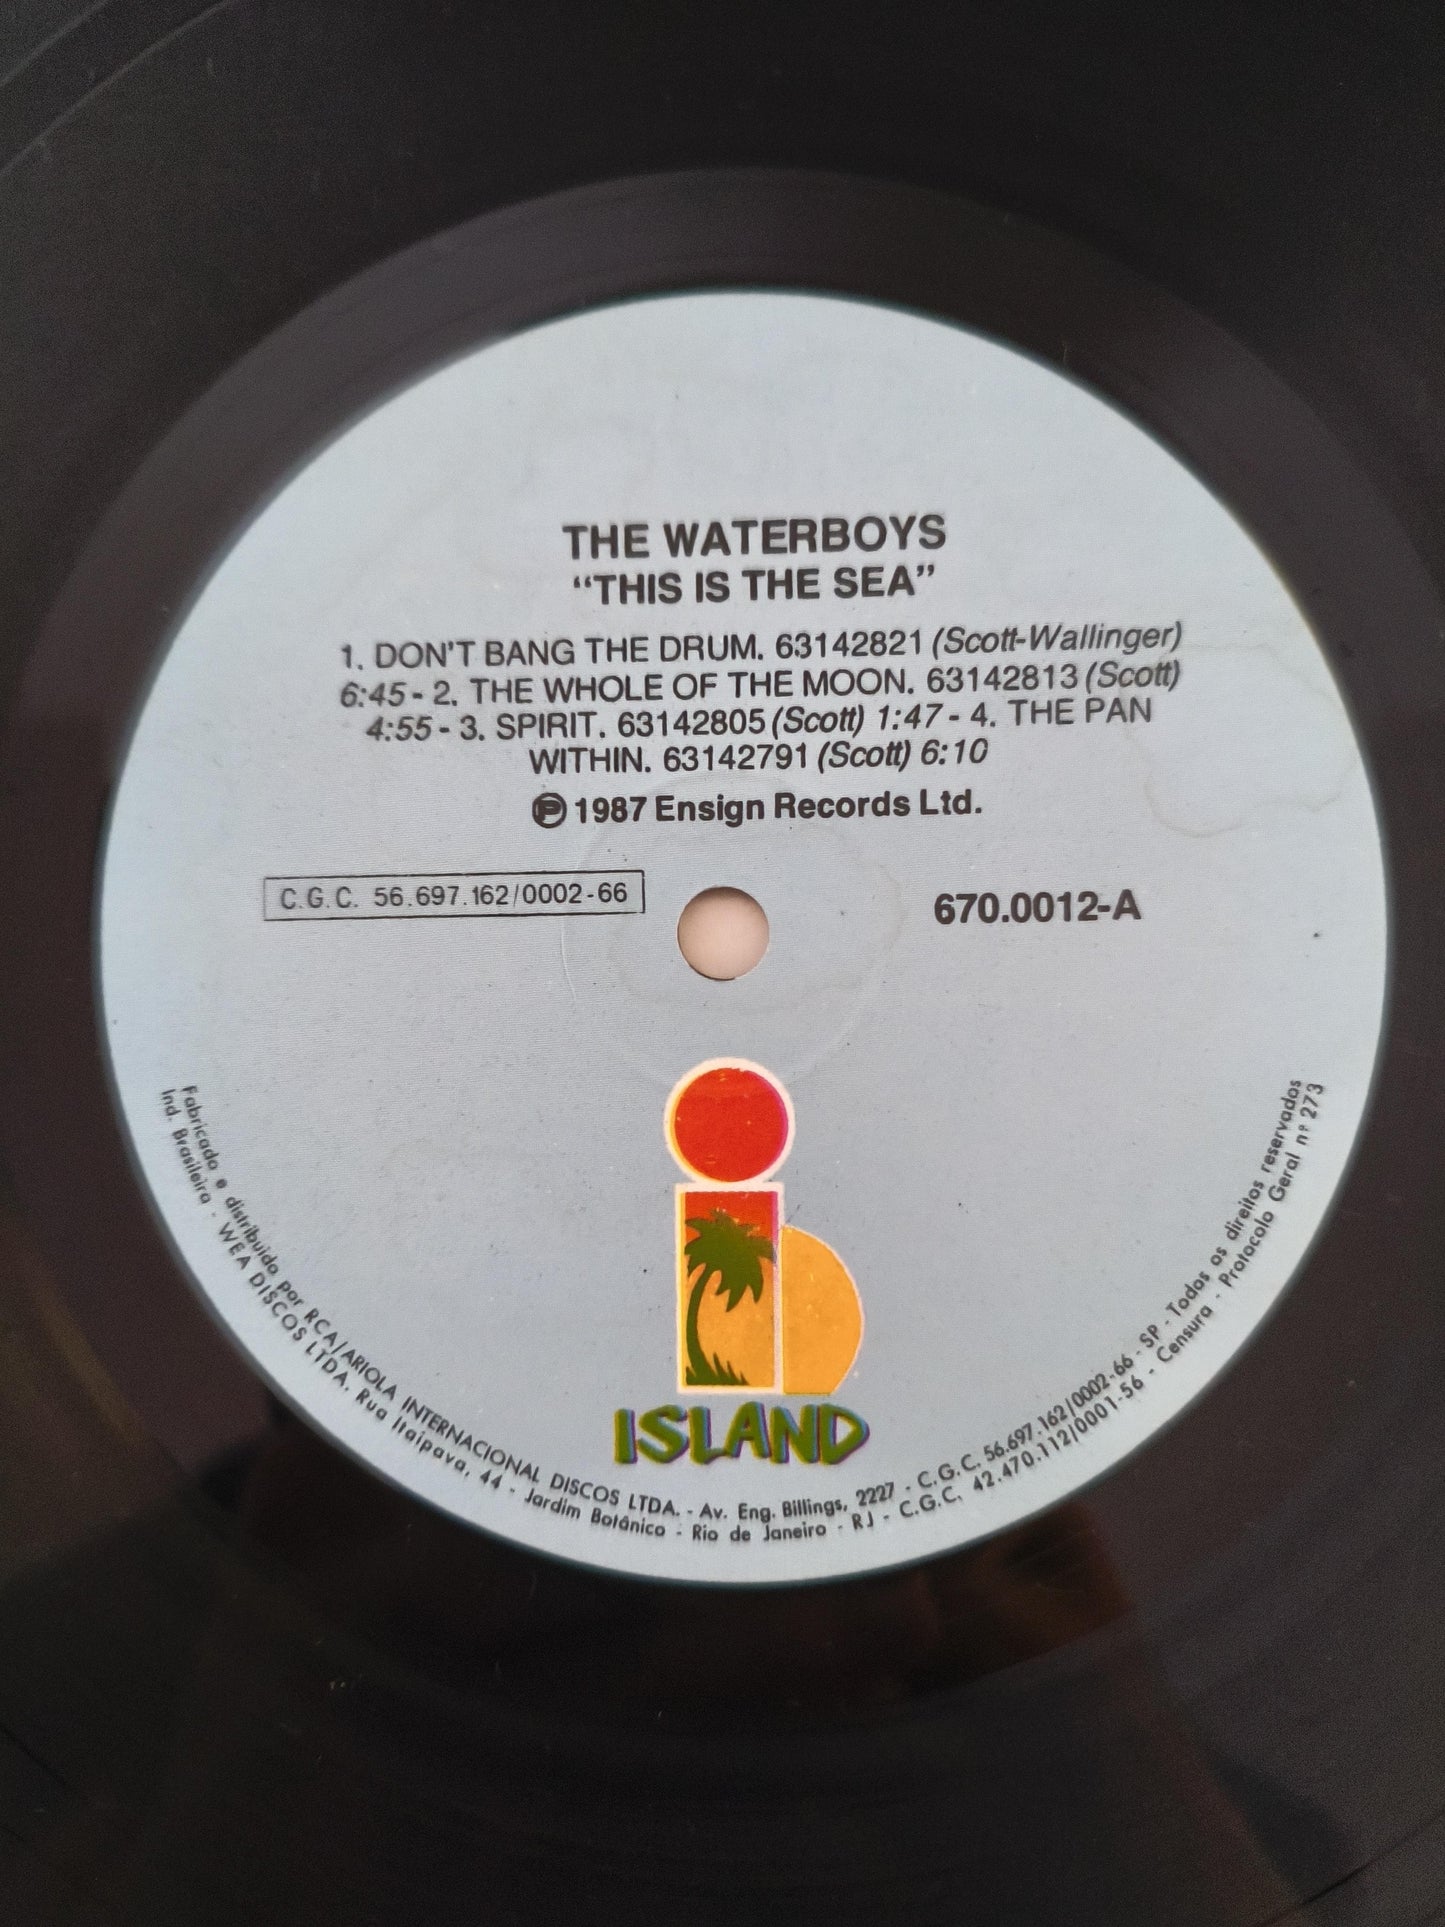 THE WATERBOYS
“THIS IS THE SEA”
1. DON'T BANG THE DRUM. 63142821 (Scott-Wallinger)
6:45 - 2. THE WHOLE OF THE MOON. 63142813 (Scott)
4:55 - 3. SPIRIT. 63142805 (Scott) 1:47 - 4. THE PAN
WITHIN. 63142791 (Scott) 6:10
Ⓟ 1987 Ensign Records Ltd.
C.G.C. 56.697.162/0002-66
670.0012-A
ib
ISLAND
Fabricado e distribuido por RCA/ARIOLA INTERNACIONAL DISCOS LTDA. - Av. Eng. Billings, 2227 - C.G.C. 56.697.162/0002-66 - SP - Todos os direitos reservados
Ind. Brasileira - WEA DISCOS LTDA. Rua Itaipava, 44 - Jardim Botânico - Rio de Janeiro - RJ - C.G.C. 42.470.112/0001-56 - Censura - Protocolo Geral nº 273